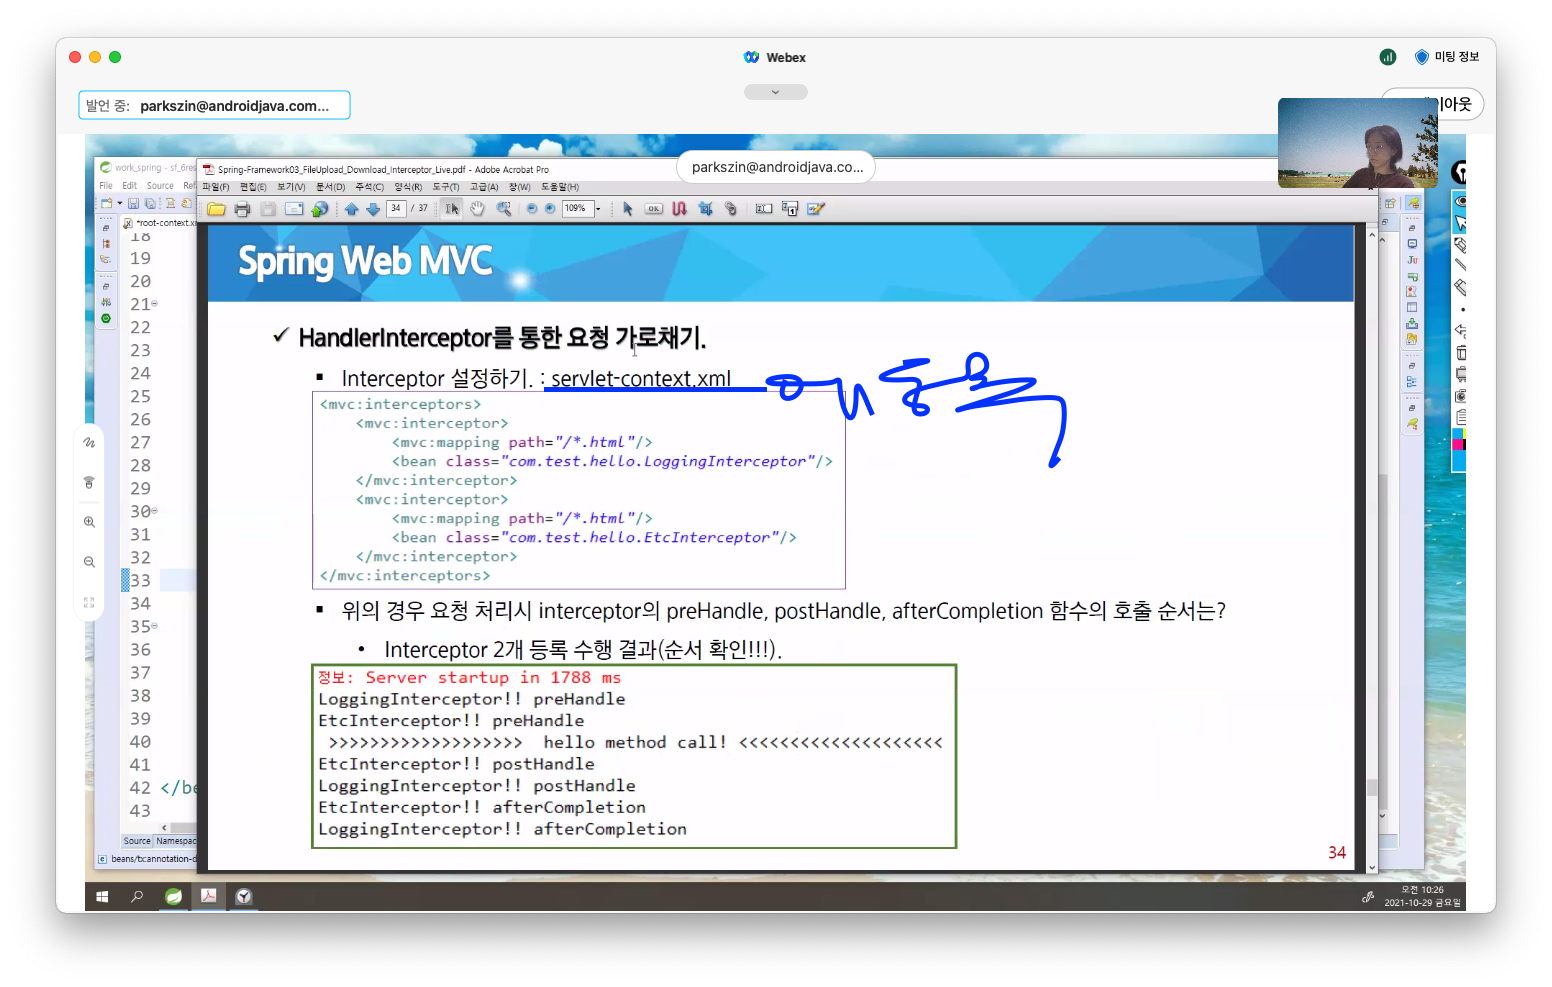 Webex
미팅 정보
발언 중: parkszin@androidjava.com...
이아웃
parkszin@androidjava.co...
work_spring - sf_6res
Spring-Framework03_FileUpload_Download_Interceptor_Live.pdf - Adobe Acrobat Pro
File Edit Source Ref
파일(F) 편집(E) 보기(V) 문서(D) 주석(C) 양식(R) 도구(T) 고급(A) 창(W) 도움말(H)
34 / 37 109%
*root-context.x
Spring Web MVC
✓ HandlerInterceptor를 통한 요청 가로채기.
▪ Interceptor 설정하기. : servlet-context.xml
에 등록
<mvc:interceptors>
<mvc:interceptor>
<mvc:mapping path="/*.html"/>
<bean class="com.test.hello.LoggingInterceptor"/>
</mvc:interceptor>
<mvc:interceptor>
<mvc:mapping path="/*.html"/>
<bean class="com.test.hello.EtcInterceptor"/>
</mvc:interceptor>
</mvc:interceptors>
▪ 위의 경우 요청 처리시 interceptor의 preHandle, postHandle, afterCompletion 함수의 호출 순서는?
• Interceptor 2개 등록 수행 결과(순서 확인!!!).
정보: Server startup in 1788 ms
LoggingInterceptor!! preHandle
EtcInterceptor!! preHandle
>>>>>>>>>>>>>>>>>>> hello method call! <<<<<<<<<<<<<<<<<<<<
EtcInterceptor!! postHandle
LoggingInterceptor!! postHandle
EtcInterceptor!! afterCompletion
LoggingInterceptor!! afterCompletion
34
18
19
20
21
22
23
24
25
26
27
28
29
30
31
32
33
34
35
36
37
38
39
40
41
42 </be
43
Source Namespac
beans/tx:annotation-d
오전 10:26
2021-10-29 금요일